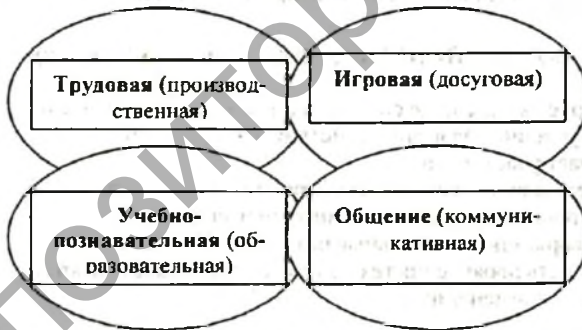 Трудовая (производ-
ственная)
Игровая (досуговая)
Учебно-
познавательная (об-
разовательная)
Общение (коммуни-
кативная)